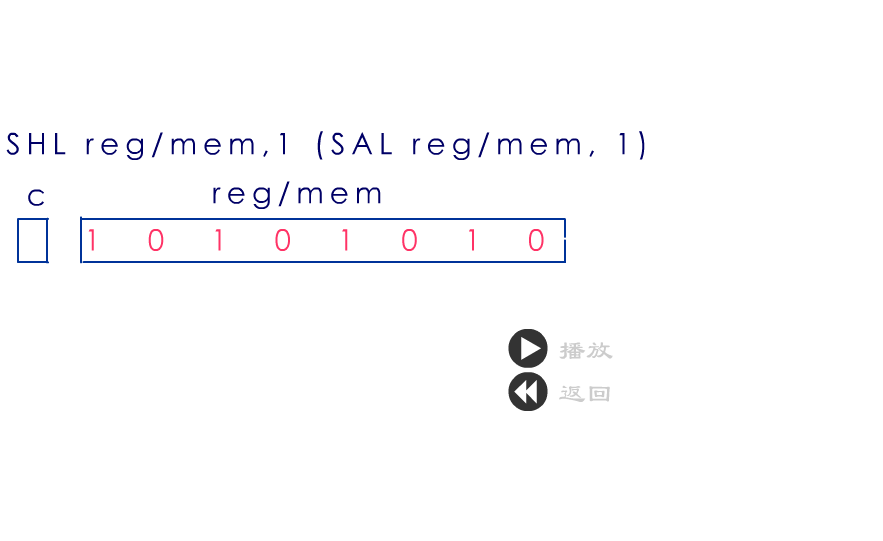 SHL reg/mem,1 (SAL reg/mem, 1)
c reg/mem
1 0 1 0 1 0 1 0
播放
返回